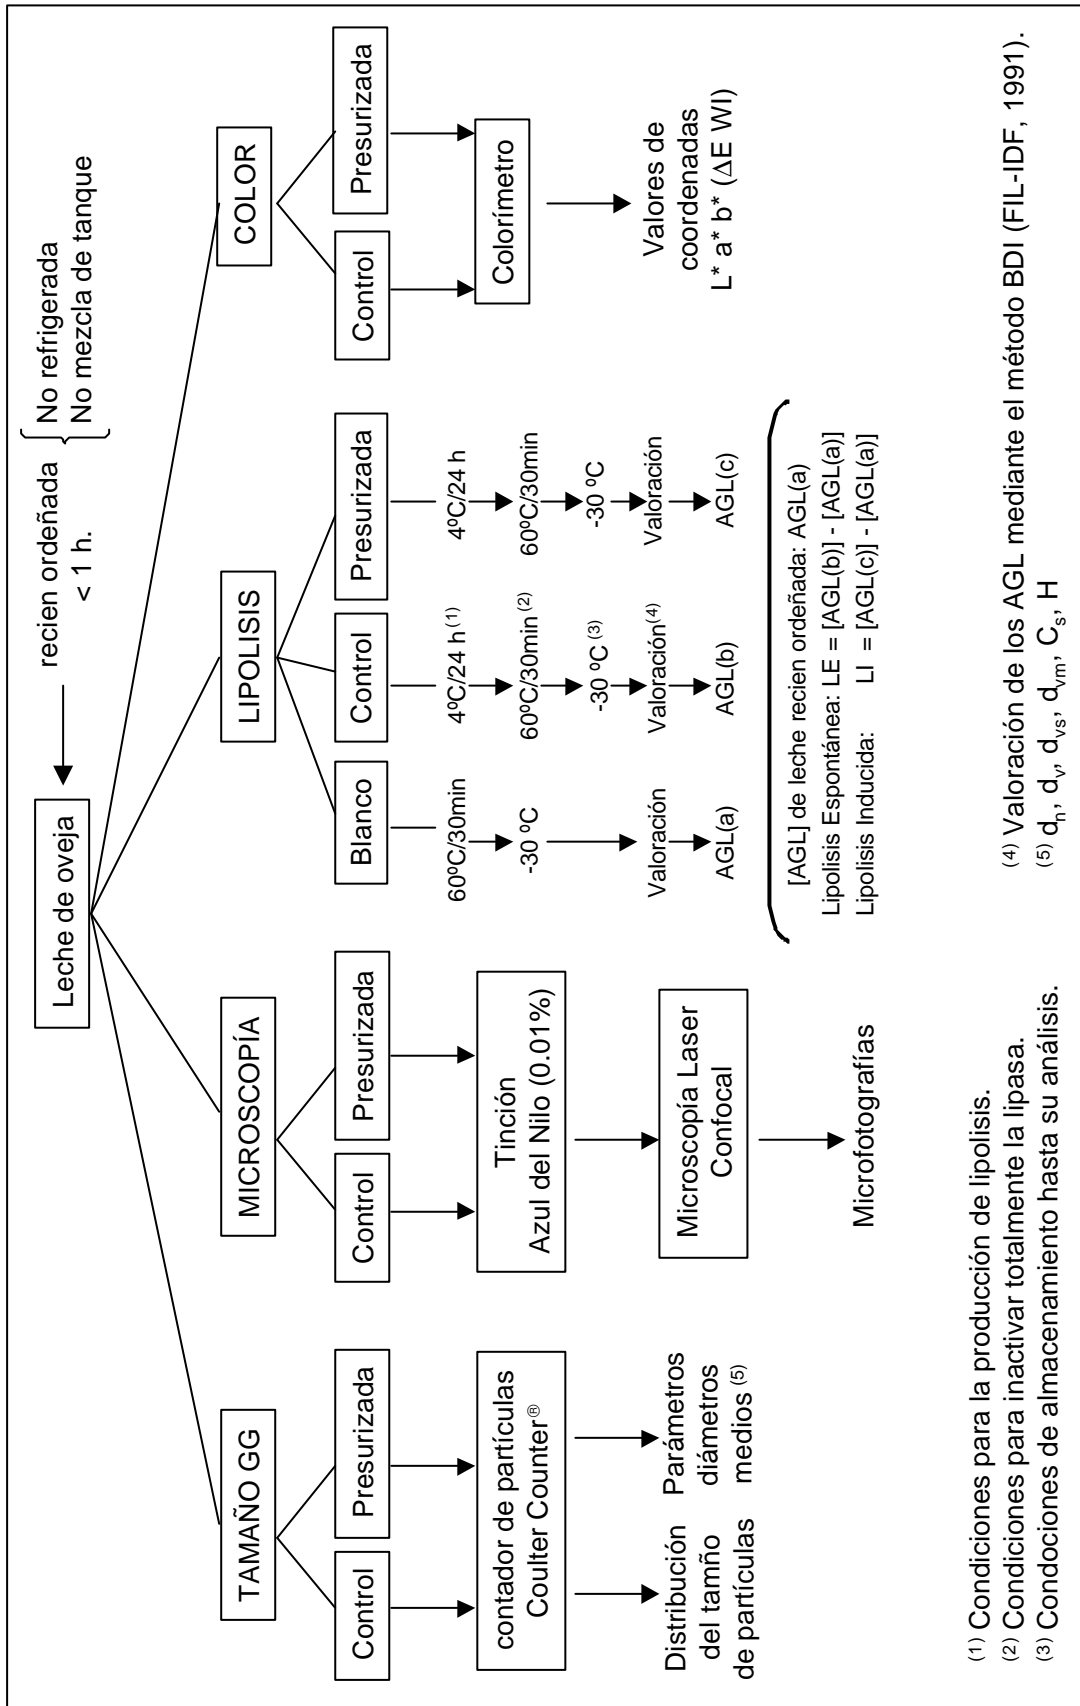 Leche de oveja
recien ordeñada
< 1 h.
No refrigerada
No mezcla de tanque
TAMAÑO GG
Control
Presurizada
contador de partículas
Coulter Counter®
Distribución
del tamño
de partículas
Parámetros
diámetros
medios (5)
MICROSCOPÍA
Control
Presurizada
Tinción
Azul del Nilo (0.01%)
Microscopía Laser
Confocal
Microfotografías
LIPOLISIS
Blanco
60ºC/30min
-30 ºC
Valoración
AGL(a)
Control
4ºC/24 h(1)
60ºC/30min (2)
-30 ºC (3)
Valoración(4)
AGL(b)
Presurizada
4ºC/24 h
60ºC/30min
-30 ºC
Valoración
AGL(c)
[AGL] de leche recien ordeñada: AGL(a)
Lipolisis Espontánea: LE = [AGL(b)] - [AGL(a)]
Lipolisis Inducida: LI = [AGL(c)] - [AGL(a)]
COLOR
Control
Presurizada
Colorímetro
Valores de
coordenadas
L* a* b* (ΔE WI)
(1) Condiciones para la producción de lipolisis.
(2) Condiciones para inactivar totalmente la lipasa.
(3) Condociones de almacenamiento hasta su análisis.
(4) Valoración de los AGL mediante el método BDI (FIL-IDF, 1991).
(5) dn, dv, dvs, dvm, Cs, H